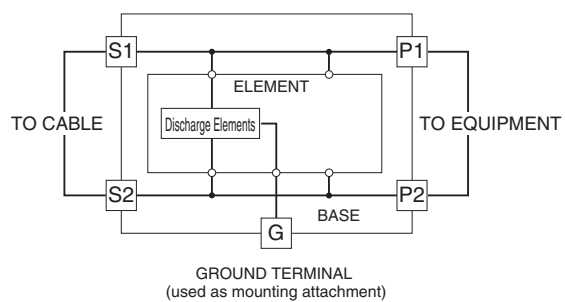 S1
P1
ELEMENT
TO CABLE
Discharge Elements
TO EQUIPMENT
S2
P2
BASE
G
GROUND TERMINAL
(used as mounting attachment)